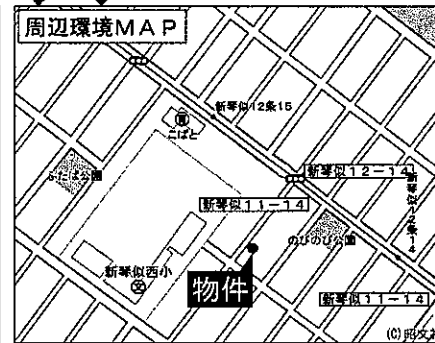 周辺環境MAP
新琴似12条15
こばと
新琴似12-14
ふたば公園
新琴似11-14
新琴似12条14
のびのび公園
新琴似西小
文
物件
新琴似11-14
(C)昭文